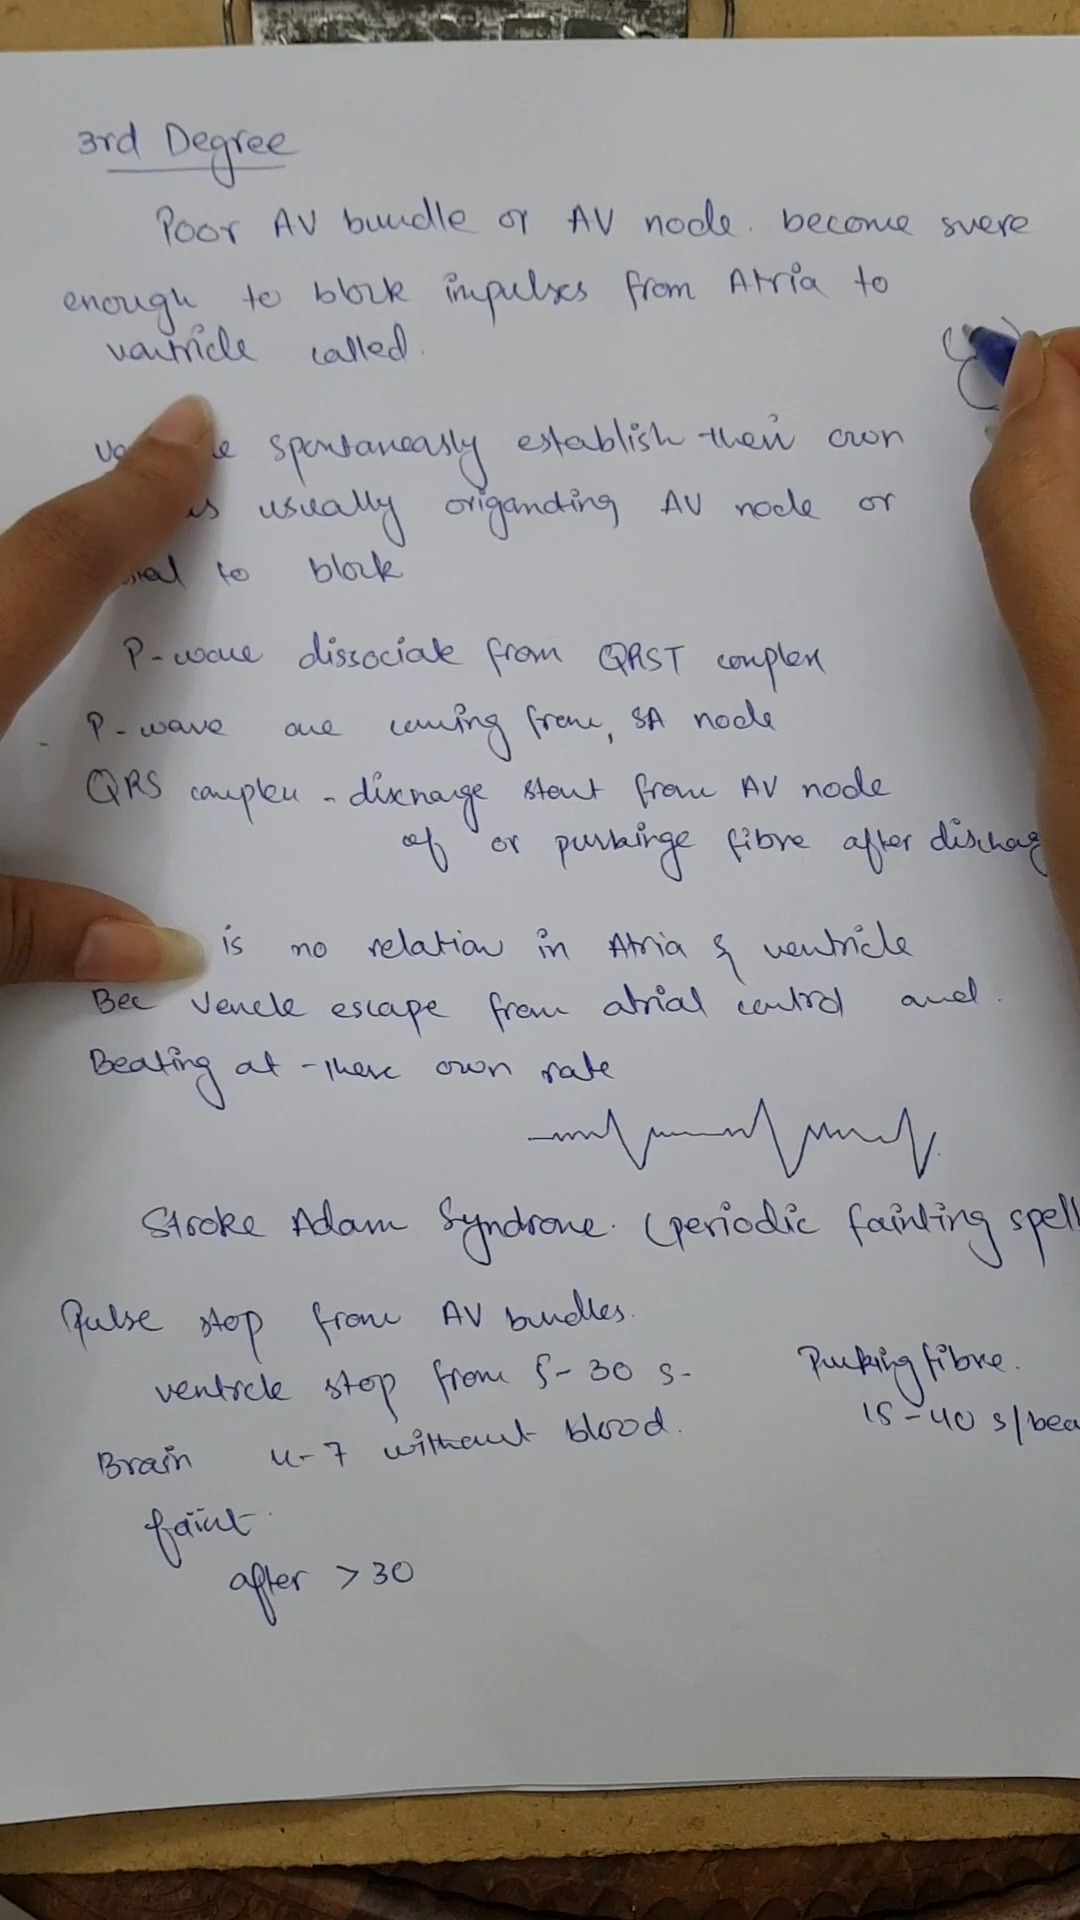 3rd Degree
Poor AV bundle or AV node. become svere
enough to block impulses from Atria to
ventricle called.
spontaneasly establish their own
usually origanding AV node or
to block
P-wave dissociate from QRST complex
P-wave are coming from, SA node
QRS complex - discharge start from AV node
of or purkinge fibre after dischag
is no relation in Atria & ventricle
Bec Vencle escape from atrial control and.
Beating at there own rate
Stroke Adam Syndrone. (periodic fainting spell
Pulse stop from AV bundles.
ventrcle stop from 5-30 s.
Purking fibre.
15-40 s/bea
Brain 4-7 without blood.
faint.
after > 30